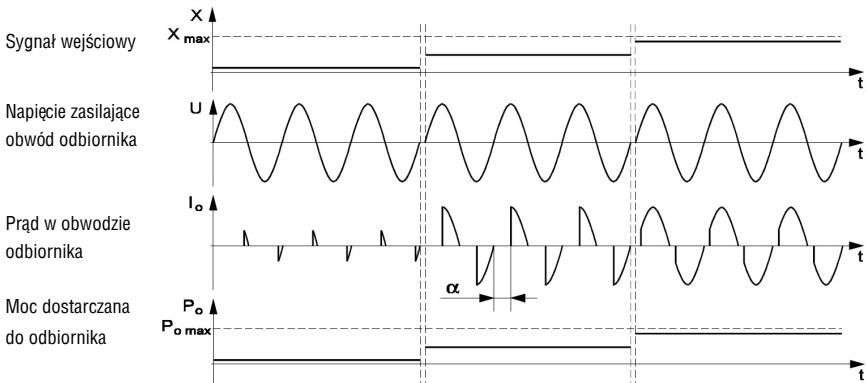 X
Sygnał wejściowy
X max
t
Napięcie zasilające
obwód odbiornika
U
t
I o
Prąd w obwodzie
odbiornika
t
α
Moc dostarczana
do odbiornika
P o
P o max
t